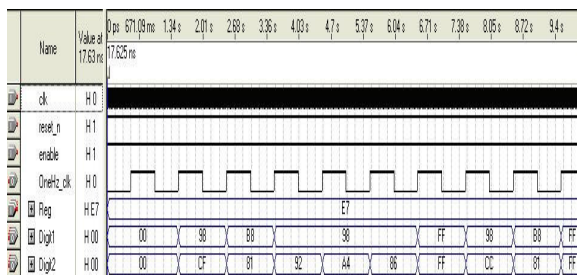 0 ps 671.09 ms 1.34 s 2.01 s 2.68 s 3.36 s 4.03 s 4.7 s 5.37 s 6.04 s 6.71 s 7.38 s 8.05 s 8.72 s 9.4 s
Name Value at 17.63 ns 17.625 ns
clk H 0
reset_n H 1
enable H 1
OneHz_clk H 0
Reg H E7 E7
Digit1 H 00 00 98 B8 98 FF 98 B8 FF
Digit2 H 00 00 CF 81 92 A4 86 FF CC 81 FF